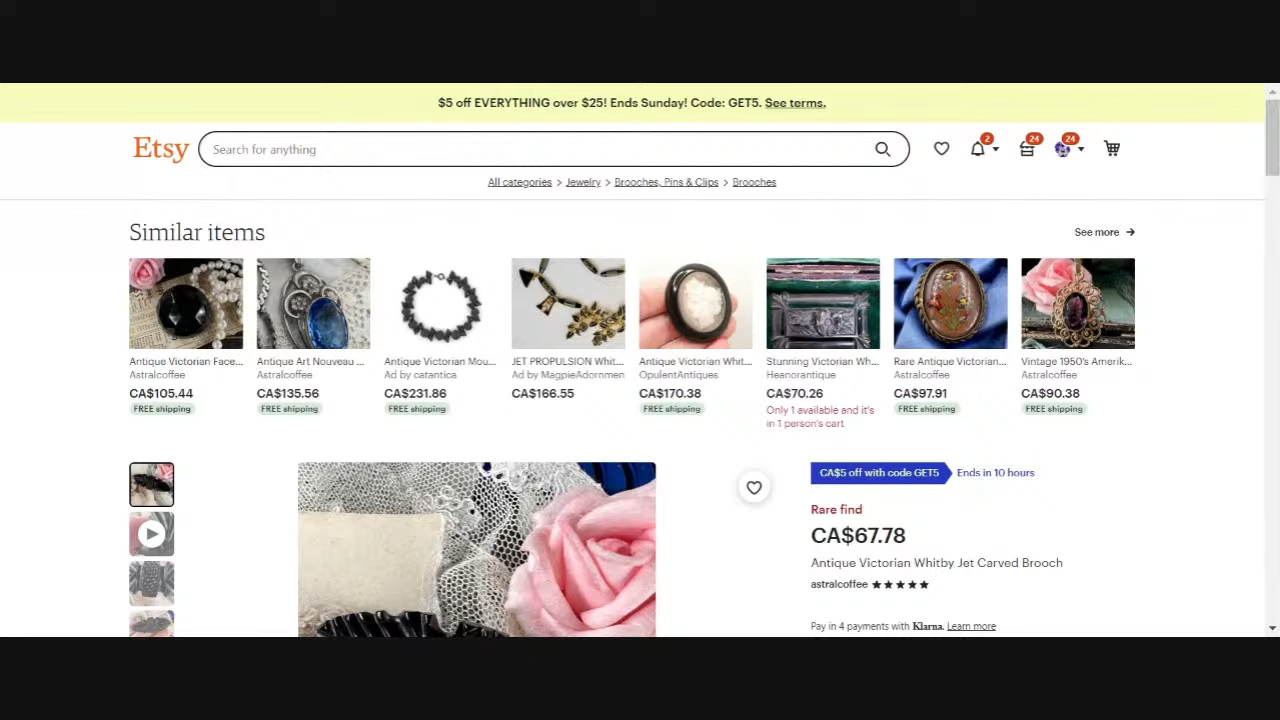 $5 off EVERYTHING over $25! Ends Sunday! Code: GET5. See terms.
Etsy
Search for anything
2
24
24
All categories > Jewelry > Brooches, Pins & Clips > Brooches
Similar items
See more →
Antique Victorian Face...
Astralcoffee
CA$105.44
FREE shipping
Antique Art Nouveau ...
Astralcoffee
CA$135.56
FREE shipping
Antique Victorian Mou...
Ad by catantica
CA$231.86
FREE shipping
JET PROPULSION Whit...
Ad by MagpieAdornmen
CA$166.55
Antique Victorian Whit...
OpulentAntiques
CA$170.38
FREE shipping
Stunning Victorian Wh...
Heanorantique
CA$70.26
Only 1 available and it's
in 1 person's cart
Rare Antique Victorian...
Astralcoffee
CA$97.91
FREE shipping
Vintage 1950's Amerik...
Astralcoffee
CA$90.38
FREE shipping
CA$5 off with code GET5
Ends in 10 hours
Rare find
CA$67.78
Antique Victorian Whitby Jet Carved Brooch
astralcoffee ★★★★★
Pay in 4 payments with Klarna. Learn more